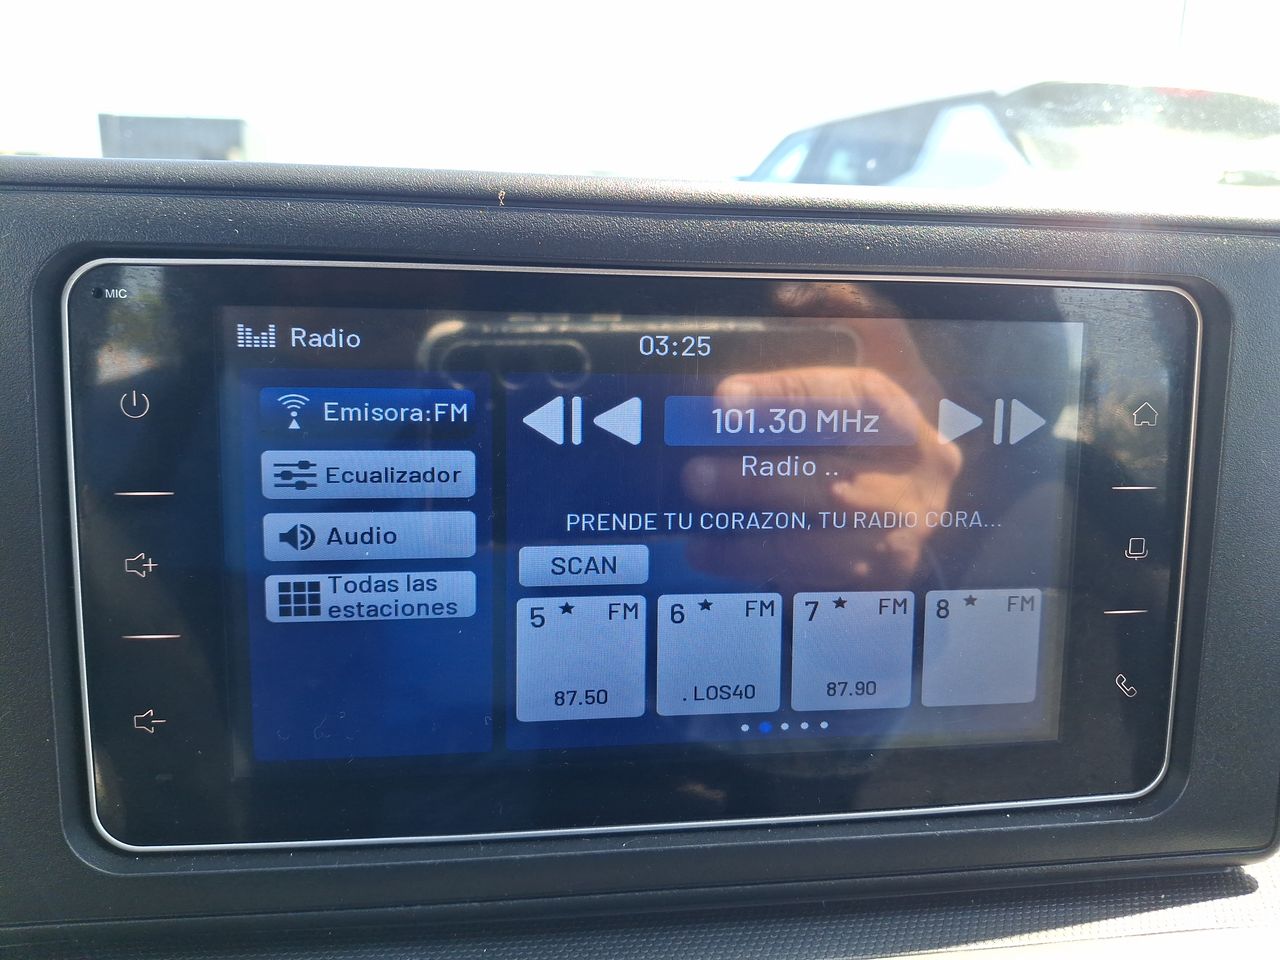 MIC
Radio
03:25
Emisora:FM
Ecualizador
Audio
Todas las
estaciones
101.30 MHz
Radio ..
PRENDE TU CORAZON, TU RADIO CORA...
SCAN
5 ★ FM
87.50
6 ★ FM
. LOS40
7 ★ FM
87.90
8 ★ FM